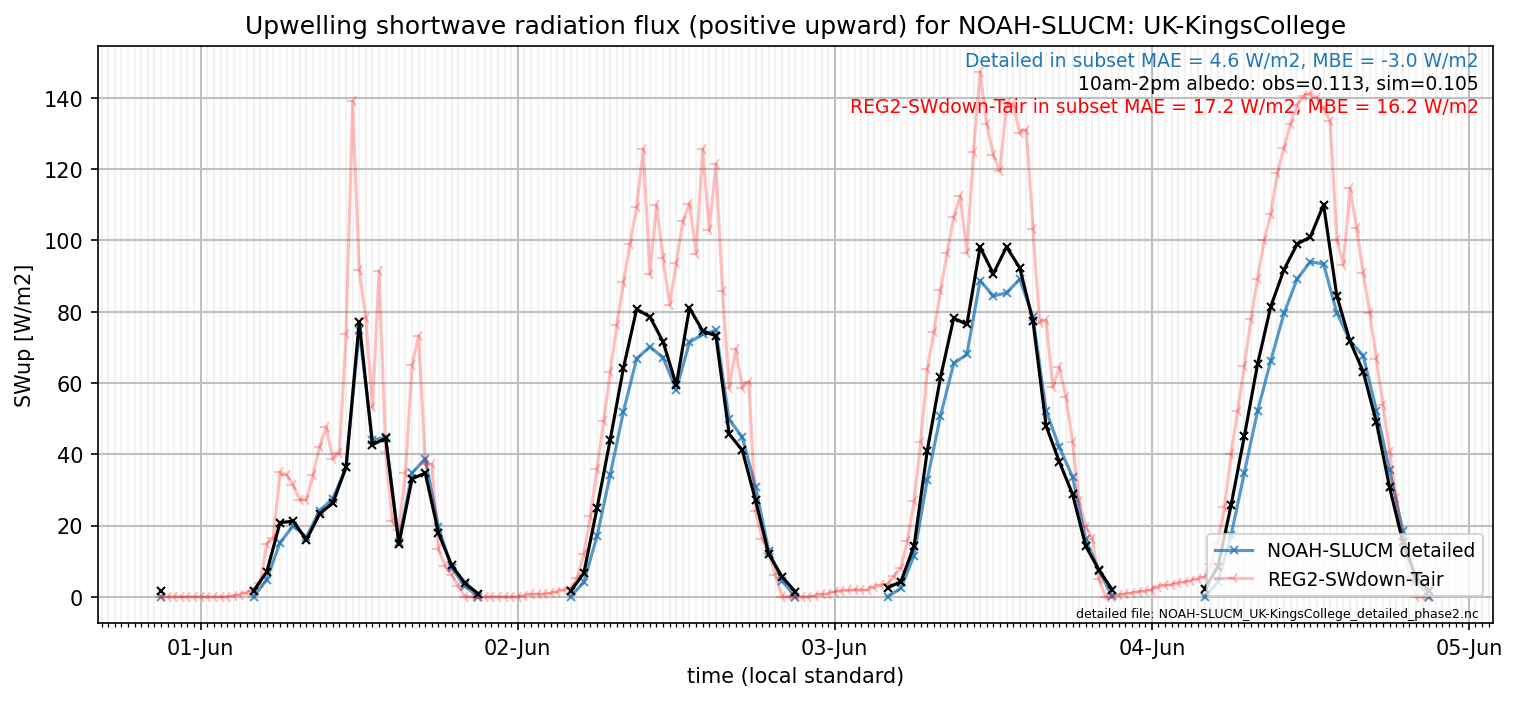 Upwelling shortwave radiation flux (positive upward) for NOAH-SLUCM: UK-KingsCollege
Detailed in subset MAE = 4.6 W/m2, MBE = -3.0 W/m2
10am-2pm albedo: obs=0.113, sim=0.105
REG2-SWdown-Tair in subset MAE = 17.2 W/m2, MBE = 16.2 W/m2
SWup [W/m2]
140
120
100
80
60
40
20
0
NOAH-SLUCM detailed
REG2-SWdown-Tair
detailed file: NOAH-SLUCM_UK-KingsCollege_detailed_phase2.nc
01-Jun 02-Jun 03-Jun 04-Jun 05-Jun
time (local standard)